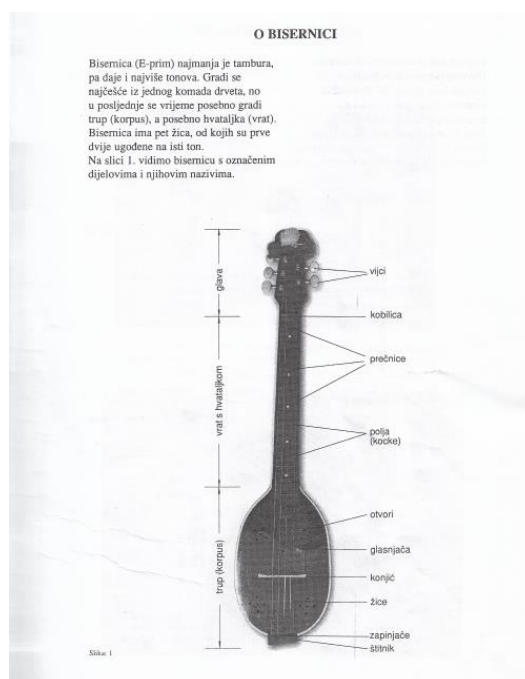 O BISERNICI
Bisernica (E-prim) najmanja je tambura,
pa daje i najviše tonova. Gradi se
najčešće iz jednog komada drveta, no
u posljednje se vrijeme posebno gradi
trup (korpus), a posebno hvataljka (vrat).
Bisernica ima pet žica, od kojih su prve
dvije ugođene na isti ton.
Na slici 1. vidimo bisernicu s označenim
dijelovima i njihovim nazivima.
glava
vijci
kobilica
prečnice
vrat s hvataljkom
polja
(kocke)
otvori
glasnjača
trup (korpus)
konjić
žice
zapinjače
štitnik
Slika: 1